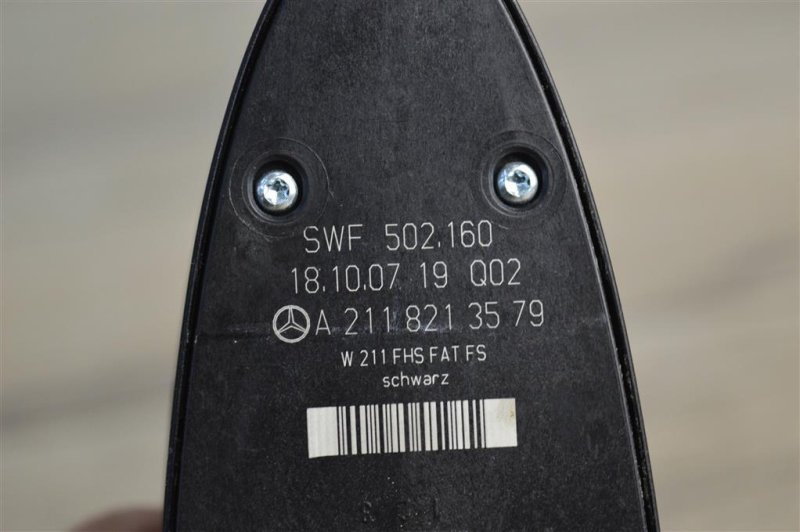 SWF 502.160
18.10.07 19 Q02
A 211 821 35 79
W 211 FHS FAT FS
schwarz